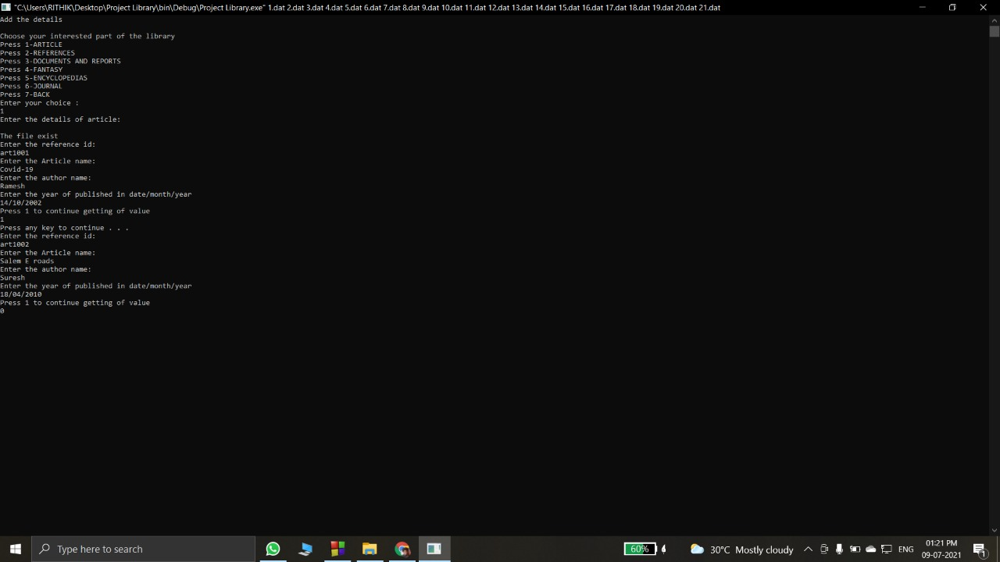 "C:\Users\RITHIK\Desktop\Project Library\bin\Debug\Project Library.exe" 1.dat 2.dat 3.dat 4.dat 5.dat 6.dat 7.dat 8.dat 9.dat 10.dat 11.dat 12.dat 13.dat 14.dat 15.dat 16.dat 17.dat 18.dat 19.dat 20.dat 21.dat
Add the details
Choose your interested part of the library
Press 1-ARTICLE
Press 2-REFERENCES
Press 3-DOCUMENTS AND REPORTS
Press 4-FANTASY
Press 5-ENCYCLOPEDIAS
Press 6-JOURNAL
Press 7-BACK
Enter your choice :
1
Enter the details of article:
The file exist
Enter the reference id:
art1001
Enter the Article name:
Covid-19
Enter the author name:
Ramesh
Enter the year of published in date/month/year
14/10/2002
Press 1 to continue getting of value
1
Press any key to continue . . .
Enter the reference id:
art1002
Enter the Article name:
Salem E roads
Enter the author name:
Suresh
Enter the year of published in date/month/year
18/04/2010
Press 1 to continue getting of value
0
Type here to search
60%
30°C Mostly cloudy
ENG
01:21 PM
09-07-2021
1